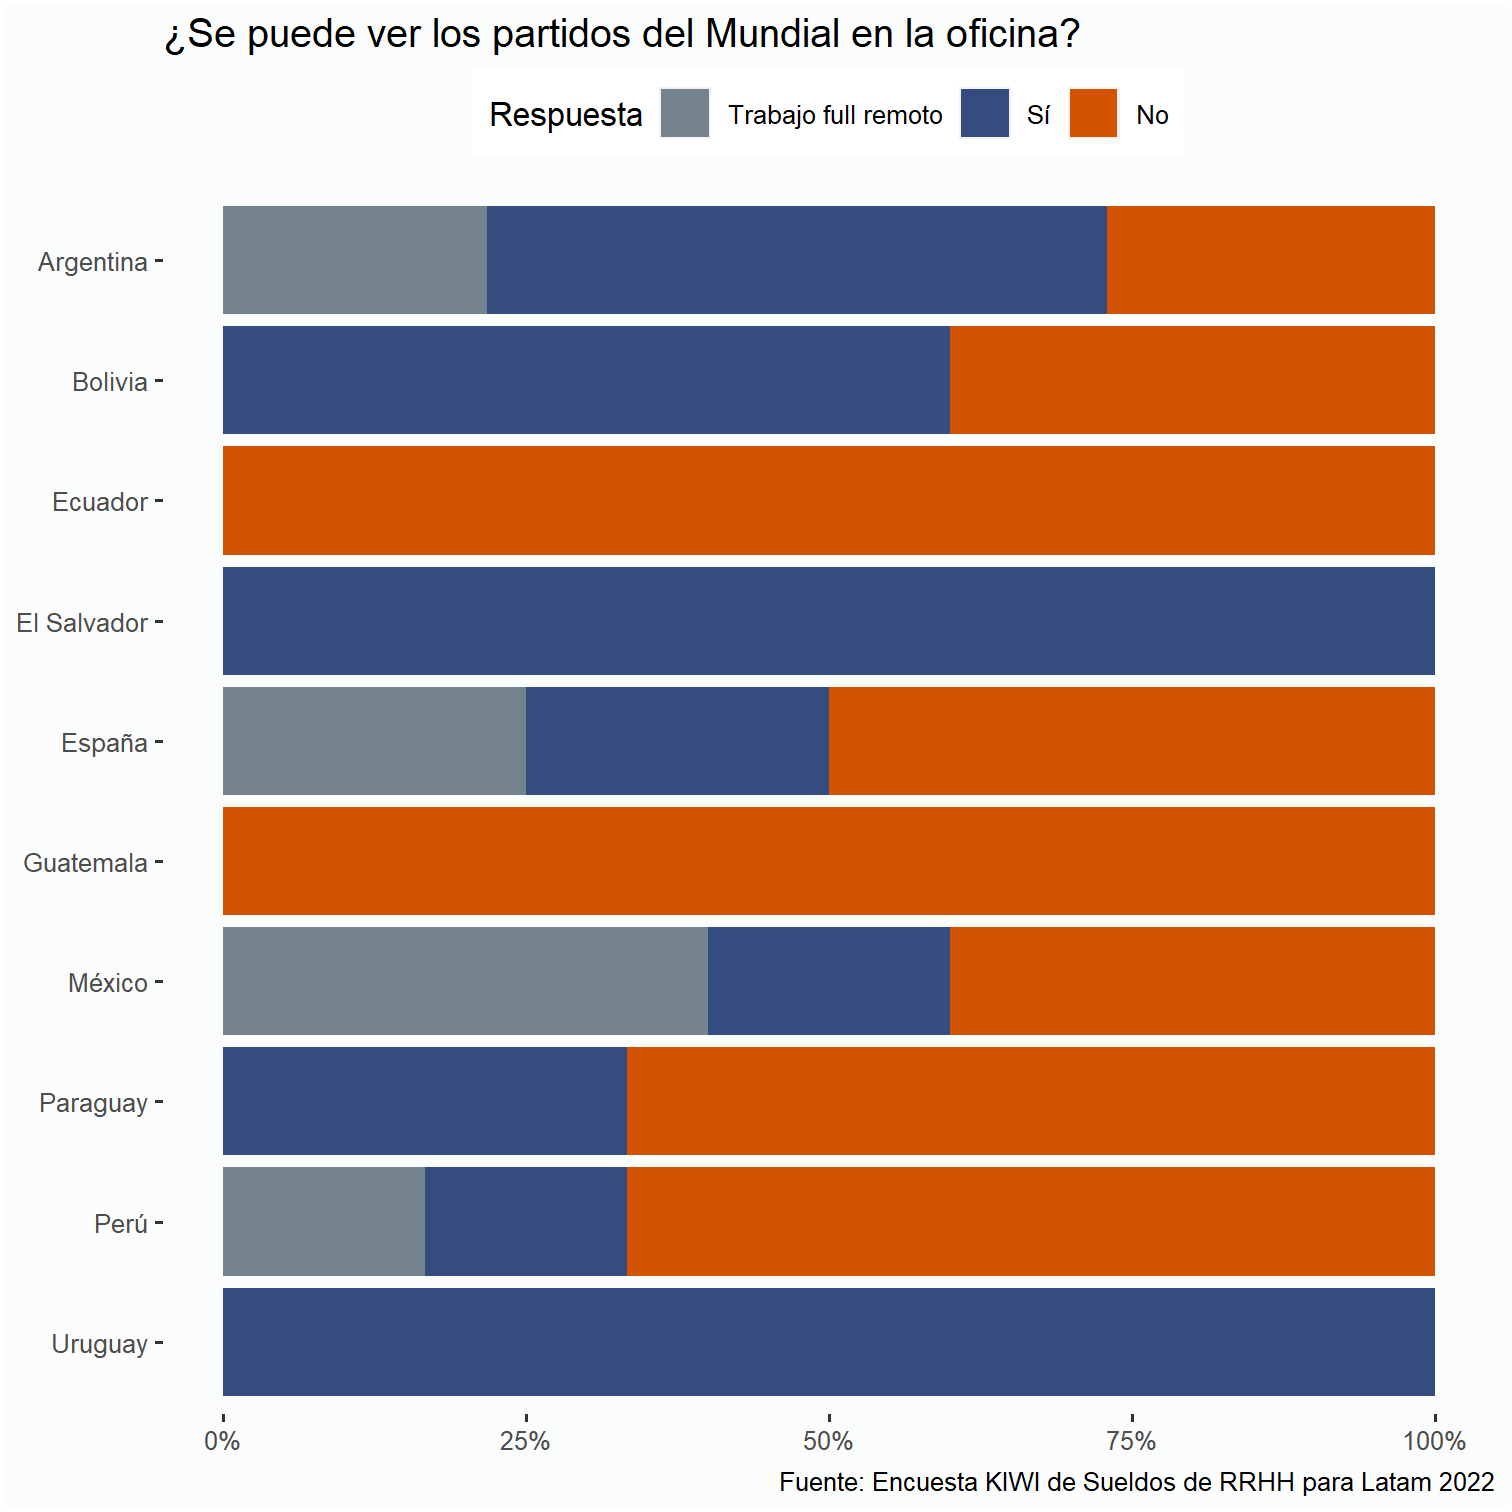 ¿Se puede ver los partidos del Mundial en la oficina?
Respuesta Trabajo full remoto Sí No
Argentina
Bolivia
Ecuador
El Salvador
España
Guatemala
México
Paraguay
Perú
Uruguay
0% 25% 50% 75% 100%
Fuente: Encuesta KIWI de Sueldos de RRHH para Latam 2022